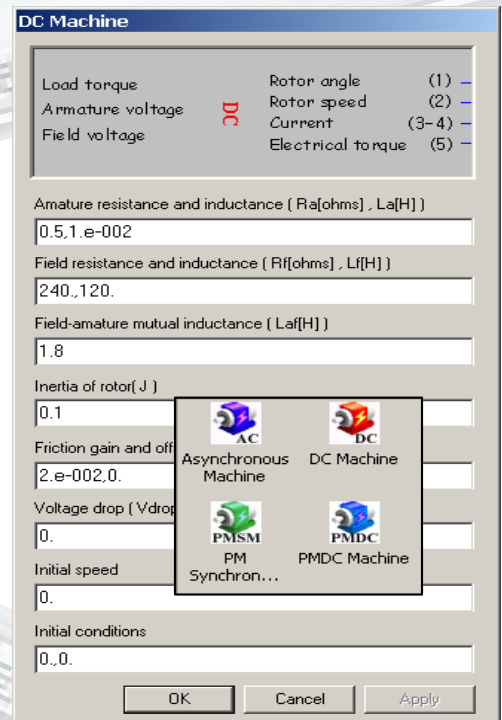 DC Machine
Load torque
Armature voltage
Field voltage
DC
Rotor angle (1)
Rotor speed (2)
Current (3-4)
Electrical torque (5)
Amature resistance and inductance ( Ra[ohms] , La[H] )
0.5,1.e-002
Field resistance and inductance ( Rf[ohms] , Lf[H] )
240.,120.
Field-amature mutual inductance ( Laf[H] )
1.8
Inertia of rotor( J )
0.1
Friction gain and off
2.e-002,0.
Voltage drop ( Vdrop
0.
Initial speed
0.
Initial conditions
0.,0.
AC
Asynchronous
Machine
DC
DC Machine
PMSM
PM
Synchron...
PMDC
PMDC Machine
OK Cancel Apply